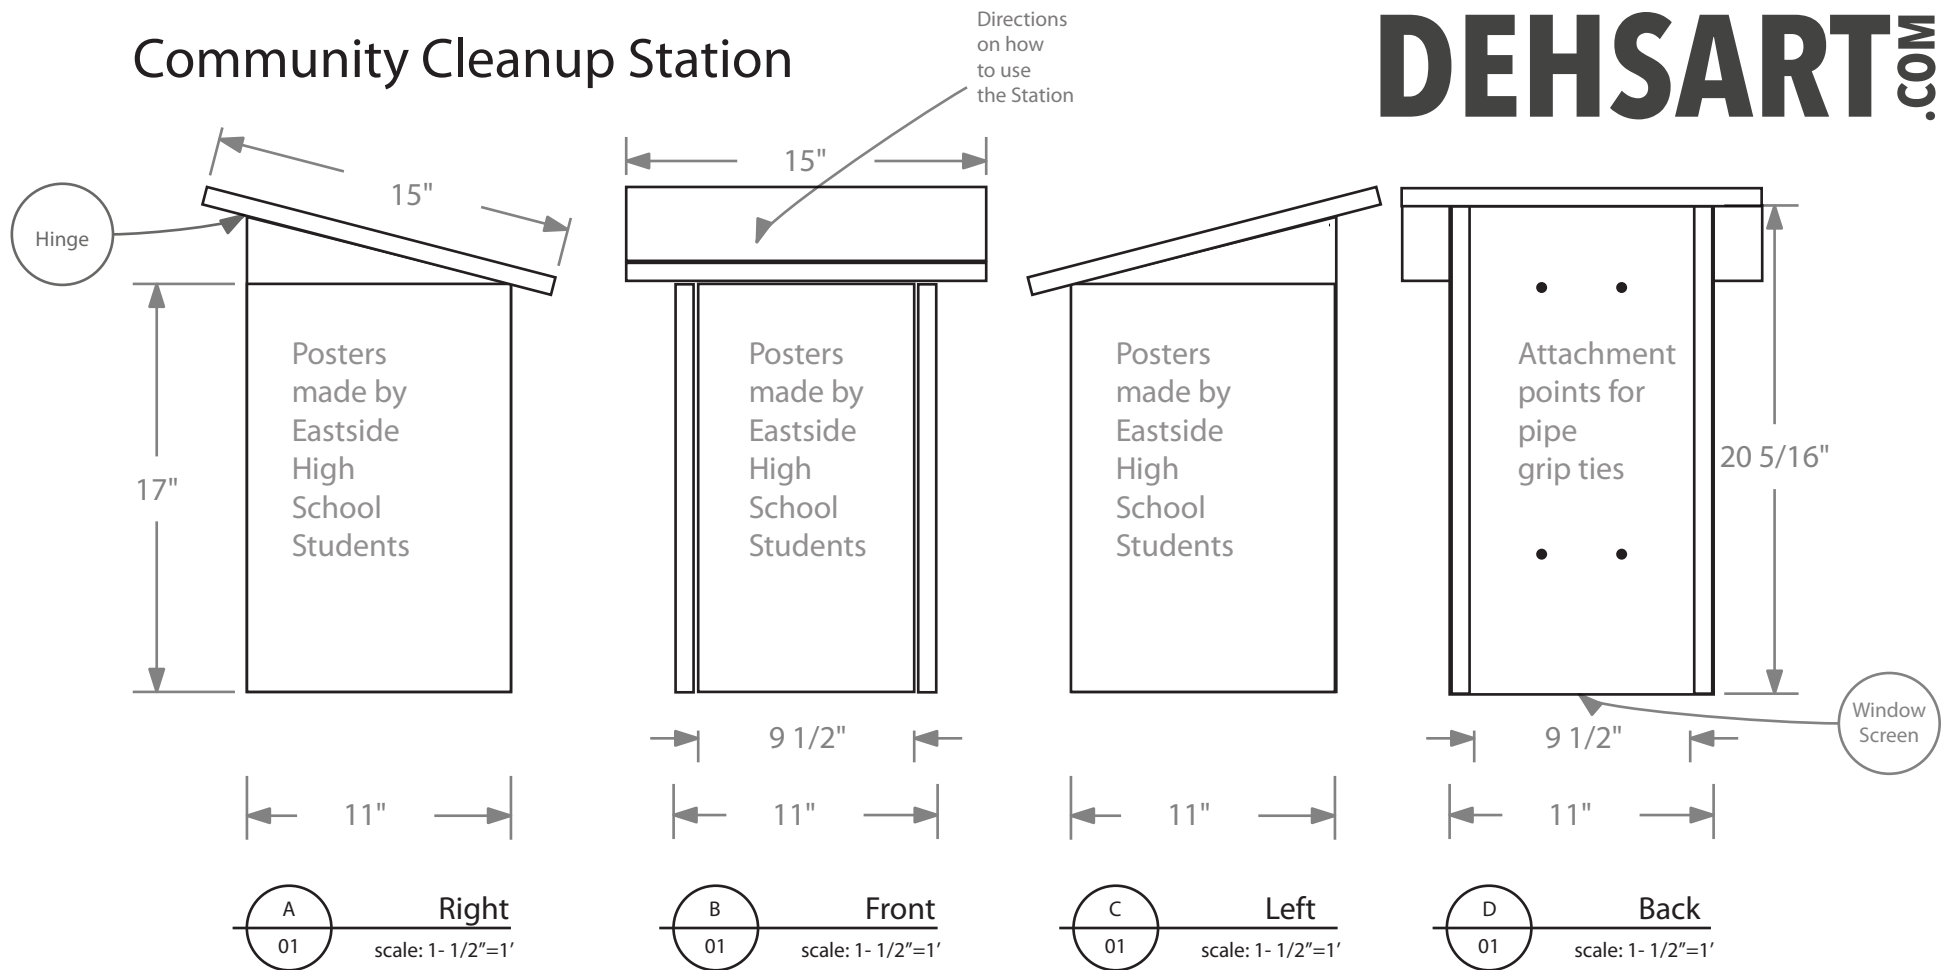 Community Cleanup Station
Directions
on how
to use
the Station
DEHSART.COM
15"
Hinge
17"
Posters
made by
Eastside
High
School
Students
11"
A
01
Right
scale: 1- 1/2”=1’
15"
Posters
made by
Eastside
High
School
Students
9 1/2"
11"
B
01
Front
scale: 1- 1/2”=1’
Posters
made by
Eastside
High
School
Students
11"
C
01
Left
scale: 1- 1/2”=1’
Attachment
points for
pipe
grip ties
20 5/16"
Window
Screen
9 1/2"
11"
D
01
Back
scale: 1- 1/2”=1’